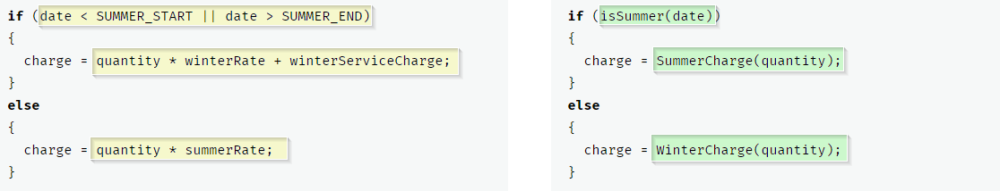 if (date < SUMMER_START || date > SUMMER_END)
{
  charge = quantity * winterRate + winterServiceCharge;
}
else
{
  charge = quantity * summerRate;
}
if (isSummer(date))
{
  charge = SummerCharge(quantity);
}
else
{
  charge = WinterCharge(quantity);
}